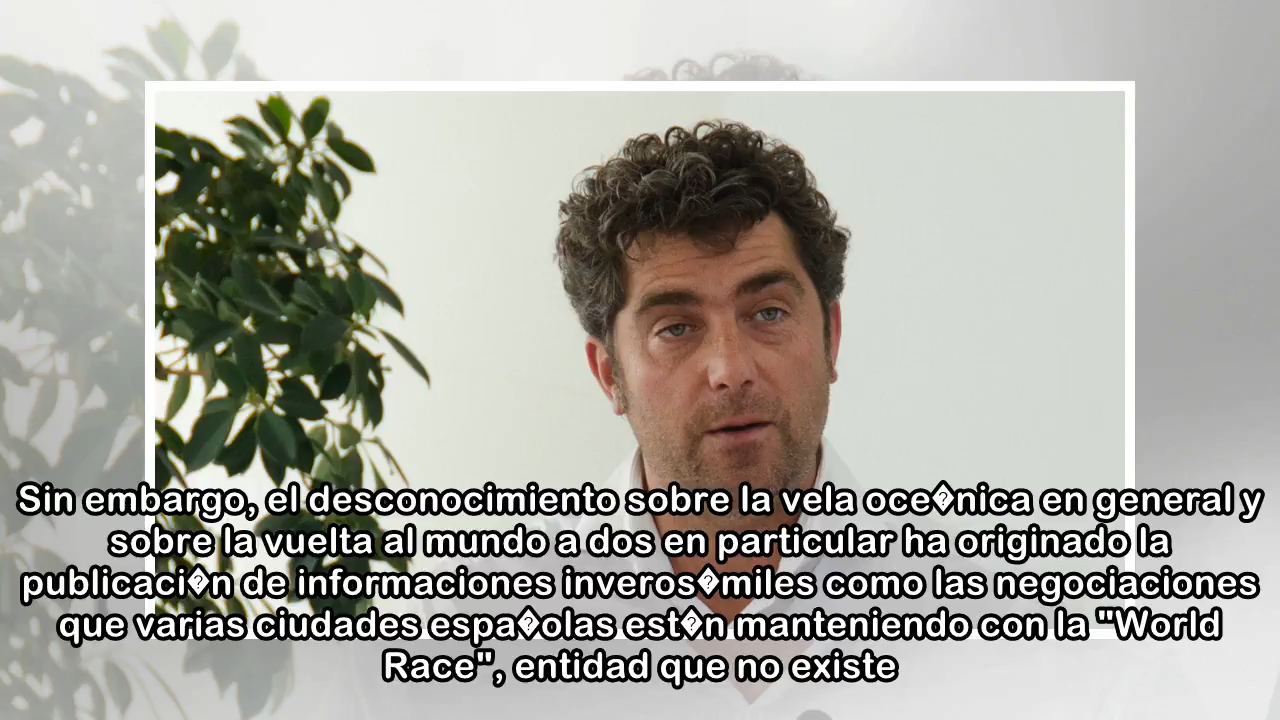 Sin embargo, el desconocimiento sobre la vela oce�nica en general y
sobre la vuelta al mundo a dos en particular ha originado la
publicaci�n de informaciones inveros�miles como las negociaciones
que varias ciudades espa�olas est�n manteniendo con la "World
Race", entidad que no existe